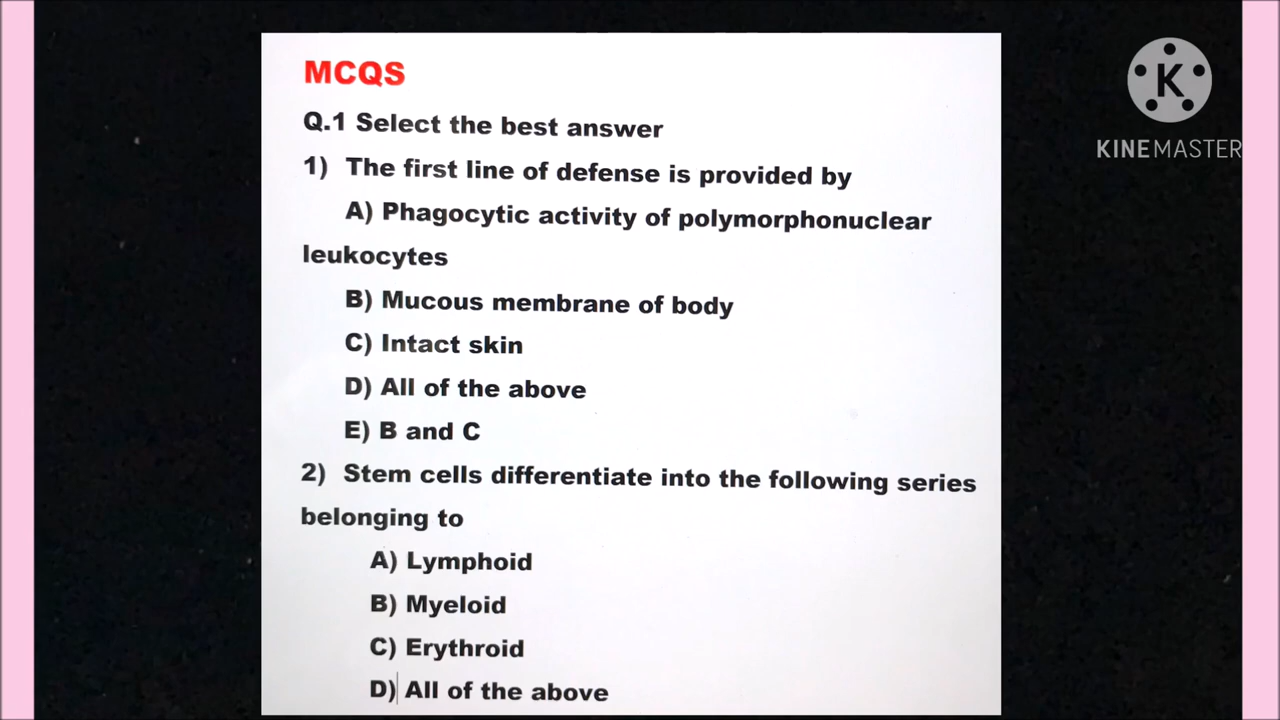 MCQS
Q.1 Select the best answer
1) The first line of defense is provided by
A) Phagocytic activity of polymorphonuclear
leukocytes
B) Mucous membrane of body
C) Intact skin
D) All of the above
E) B and C
2) Stem cells differentiate into the following series
belonging to
A) Lymphoid
B) Myeloid
C) Erythroid
D) All of the above
K
KINEMASTER